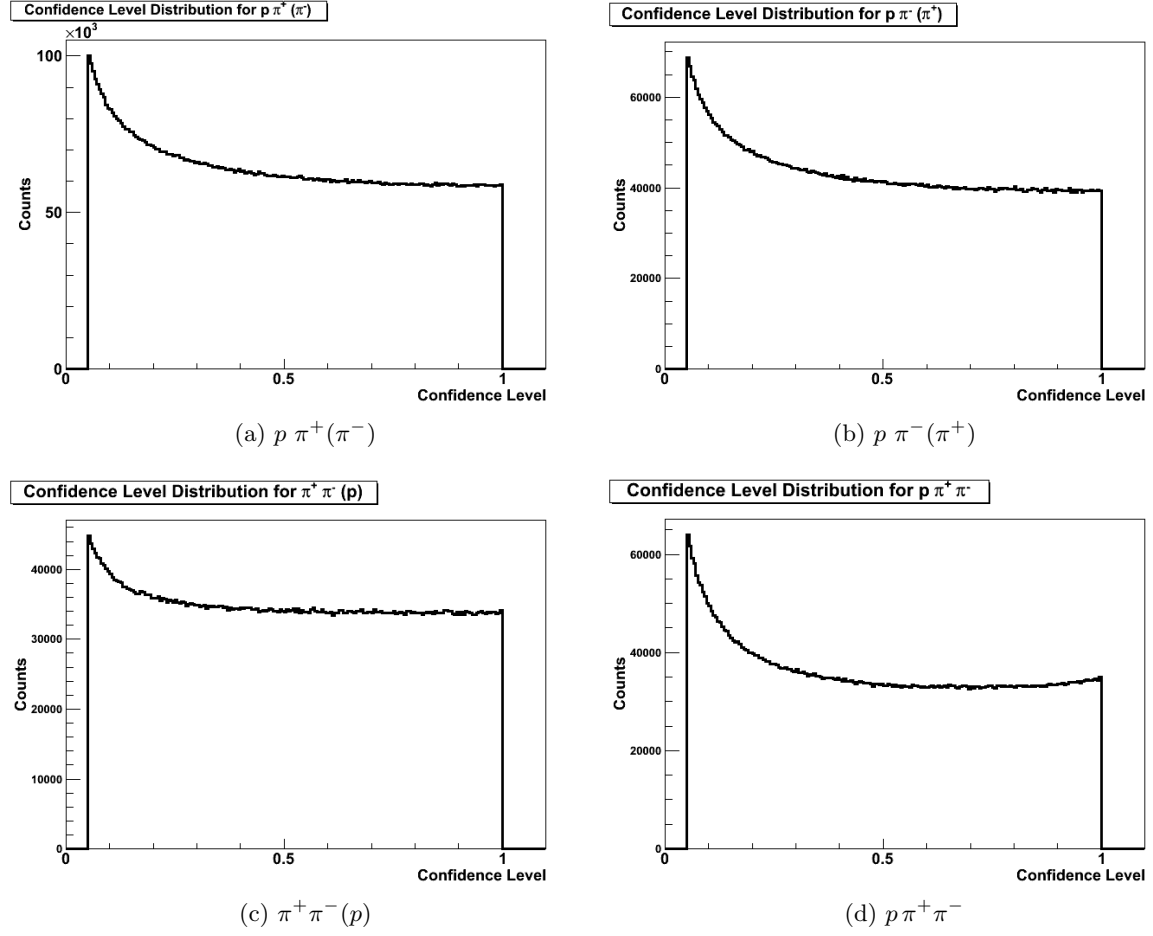 Confidence Level Distribution for p π⁺ (π⁻)
×10³
100
50
0
Counts
0 0.5 1
Confidence Level
(a) p π⁺(π⁻)
Confidence Level Distribution for p π⁻ (π⁺)
60000
40000
20000
0
Counts
0 0.5 1
Confidence Level
(b) p π⁻(π⁺)
Confidence Level Distribution for π⁺ π⁻ (p)
40000
30000
20000
10000
0
Counts
0 0.5 1
Confidence Level
(c) π⁺π⁻(p)
Confidence Level Distribution for p π⁺ π⁻
60000
40000
20000
0
Counts
0 0.5 1
Confidence Level
(d) p π⁺π⁻